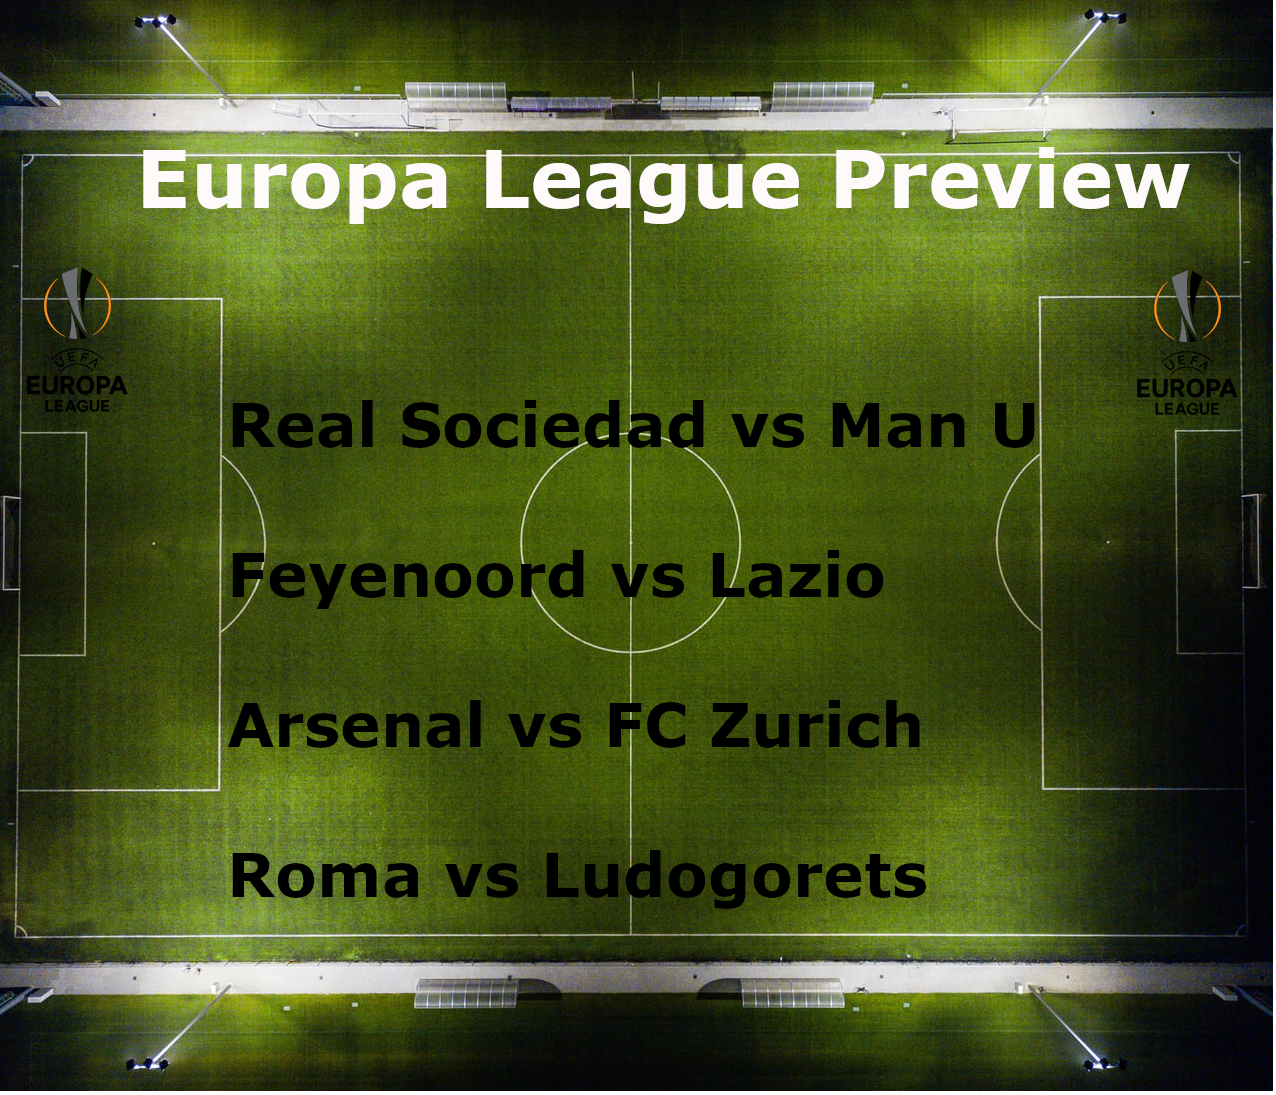 Europa League Preview
UEFA
EUROPA
LEAGUE
UEFA
EUROPA
LEAGUE
Real Sociedad vs Man U
Feyenoord vs Lazio
Arsenal vs FC Zurich
Roma vs Ludogorets